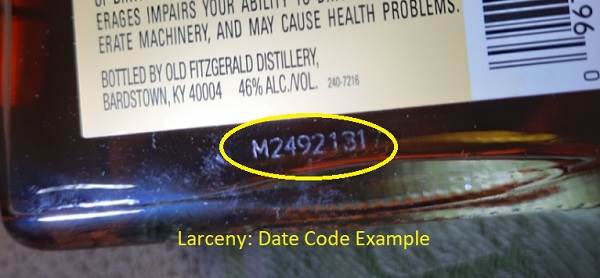 ERAGES IMPAIRS YOUR ABILITY TO
ERATE MACHINERY, AND MAY CAUSE HEALTH PROBLEMS.
BOTTLED BY OLD FITZGERALD DISTILLERY,
BARDSTOWN, KY 40004 46% ALC./VOL. 240-7216
M2492131
Larceny: Date Code Example